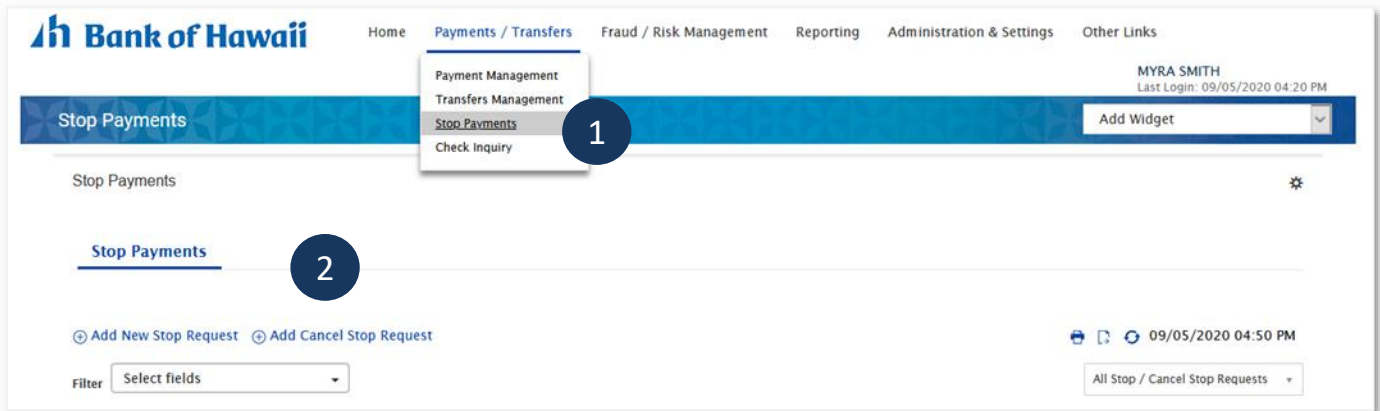 Bank of Hawaii
Home Payments / Transfers Fraud / Risk Management Reporting Administration & Settings Other Links
Payment Management
Transfers Management
Stop Payments
Check Inquiry
1
MYRA SMITH
Last Login: 09/05/2020 04:20 PM
Stop Payments
Add Widget
Stop Payments
Stop Payments
2
Add New Stop Request Add Cancel Stop Request
09/05/2020 04:50 PM
Filter Select fields
All Stop / Cancel Stop Requests